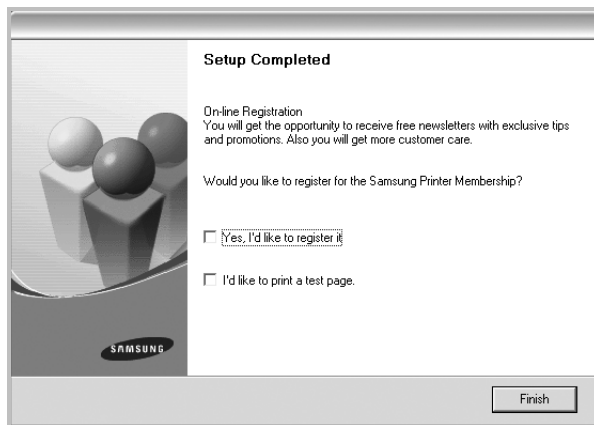 Setup Completed
On-line Registration
You will get the opportunity to receive free newsletters with exclusive tips
and promotions. Also you will get more customer care.
Would you like to register for the Samsung Printer Membership?
Yes, I'd like to register it
I'd like to print a test page.
SAMSUNG
Finish